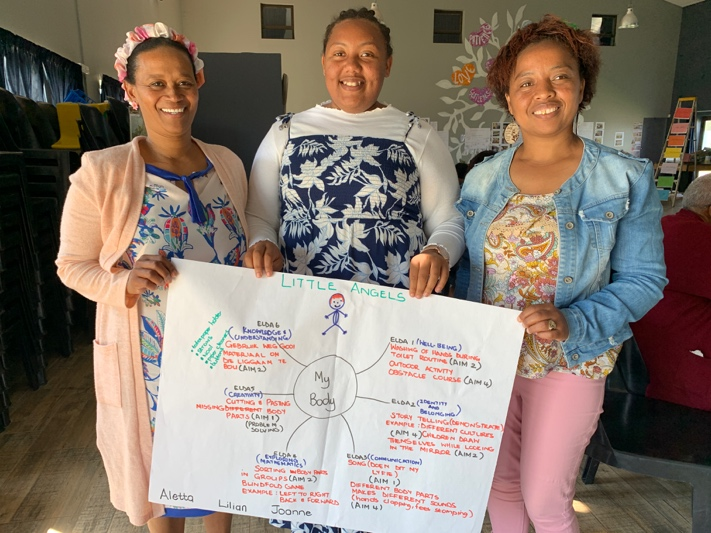 LITTLE ANGELS
My
Body
ELDA 1 (WELL-BEING)
WASHING OF HANDS DURING
TOILET ROUTINE (AIM 2)
OUTDOOR ACTIVITY
OBSTACLE COURSE (AIM 4)
ELDA 2 (IDENTITY
AND
BELONGING)
STORY TELLING (DEMONSTRATE)
EXAMPLE: DIFFERENT CULTURES
(AIM 4) CHILDREN DRAW
THEMSELVES WHILE LOOKING
IN THE MIRROR (AIM 2)
ELDA 3 (COMMUNICATION)
SONG (DOEN DIT MY
LYFIE)
(AIM 1)
DIFFERENT BODY PARTS
MAKES DIFFERENT SOUNDS
(hands clapping, feet stomping)
(AIM 4)
ELDA 4
(EXPLORING
MATHEMATICS)
SORTING BODY PARTS
IN GROUPS (AIM 2)
BLINDFOLD GAME
EXAMPLE: LEFT TO RIGHT
BACK & FORWARD
ELDA 5
(CREATIVITY)
CUTTING & PASTING
MISSING DIFFERENT BODY
PARTS (AIM 1)
(PROBLEM
SOLVING)
ELDA 6
(KNOWLEDGE &
UNDERSTANDING)
GEBRUIK WEGGOOI
MATERIAAL OM
DIE LIGGAAM TE
BOU (AIM 2)
Aletta
Lilian
Joanne
Love